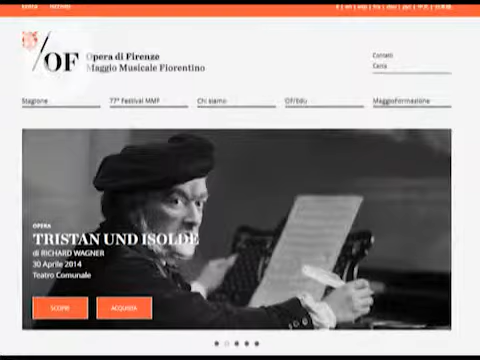 /OF
Opera di Firenze
Maggio Musicale Fiorentino
Contatti
Cerca
Stagione
77° Festival MMF
Chi siamo
OF/Edu
MaggioFormazione
OPERA
TRISTAN UND ISOLDE
di RICHARD WAGNER
30 Aprile 2014
Teatro Comunale
SCOPRI
ACQUISTA